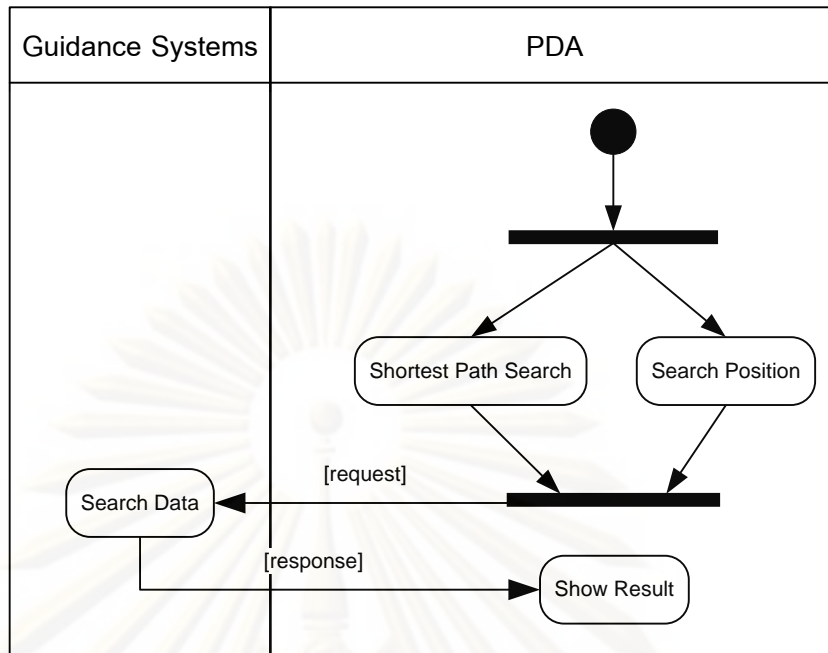 Guidance Systems
PDA
Shortest Path Search
Search Position
[request]
Search Data
[response]
Show Result